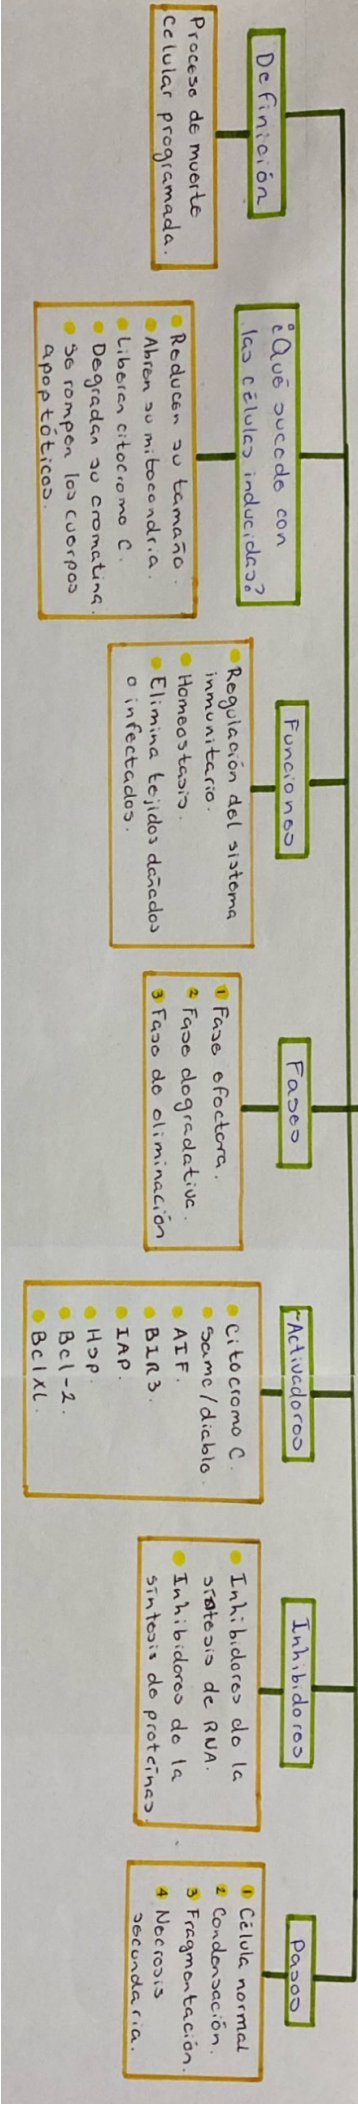 Definición
Proceso de muerte
celular programada.
¿Qué sucede con
las células inducidas?
Reducen su tamaño.
Abren su mitocondria.
Liberan citocromo C.
Degradan su cromatina.
Se rompen los cuerpos
apoptóticos.
Funciones
Regulación del sistema
inmunitario.
Homeostasis.
Elimina tejidos dañados
o infectados.
Fases
1 Fase efectora.
2 Fase degradativa.
3 Fase de eliminación
Activadores
Citocromo C.
Samc/diablo.
AIF.
BIR3.
IAP.
Hsp.
Bcl-2.
BclXL.
Inhibidores
Inhibidores de la
síntesis de RNA.
Inhibidores de la
síntesis de proteínas.
Pasos
1 Célula normal
2 Condensación.
3 Fragmentación.
4 Necrosis
secundaria.